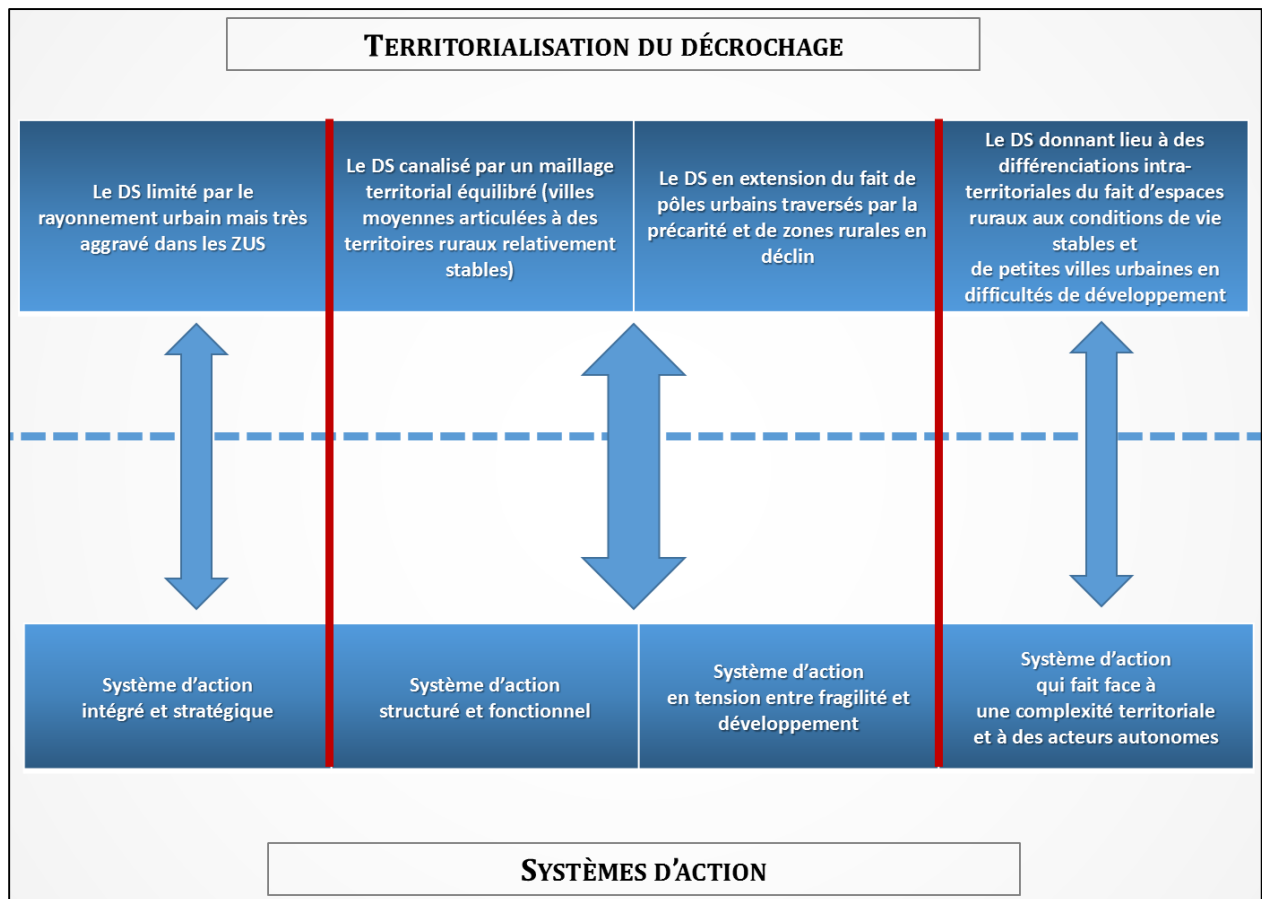 TERRITORIALISATION DU DÉCROCHAGE
Le DS limité par le
rayonnement urbain mais très
aggravé dans les ZUS
Le DS canalisé par un maillage
territorial équilibré (villes
moyennes articulées à des
territoires ruraux relativement
stables)
Le DS en extension du fait de
pôles urbains traversés par la
précarité et de zones rurales en
déclin
Le DS donnant lieu à des
différenciations intra-
territoriales du fait d'espaces
ruraux aux conditions de vie
stables et
de petites villes urbaines en
difficultés de développement
Système d'action
intégré et stratégique
Système d'action
structuré et fonctionnel
Système d'action
en tension entre fragilité et
développement
Système d'action
qui fait face à
une complexité territoriale
et à des acteurs autonomes
SYSTÈMES D'ACTION